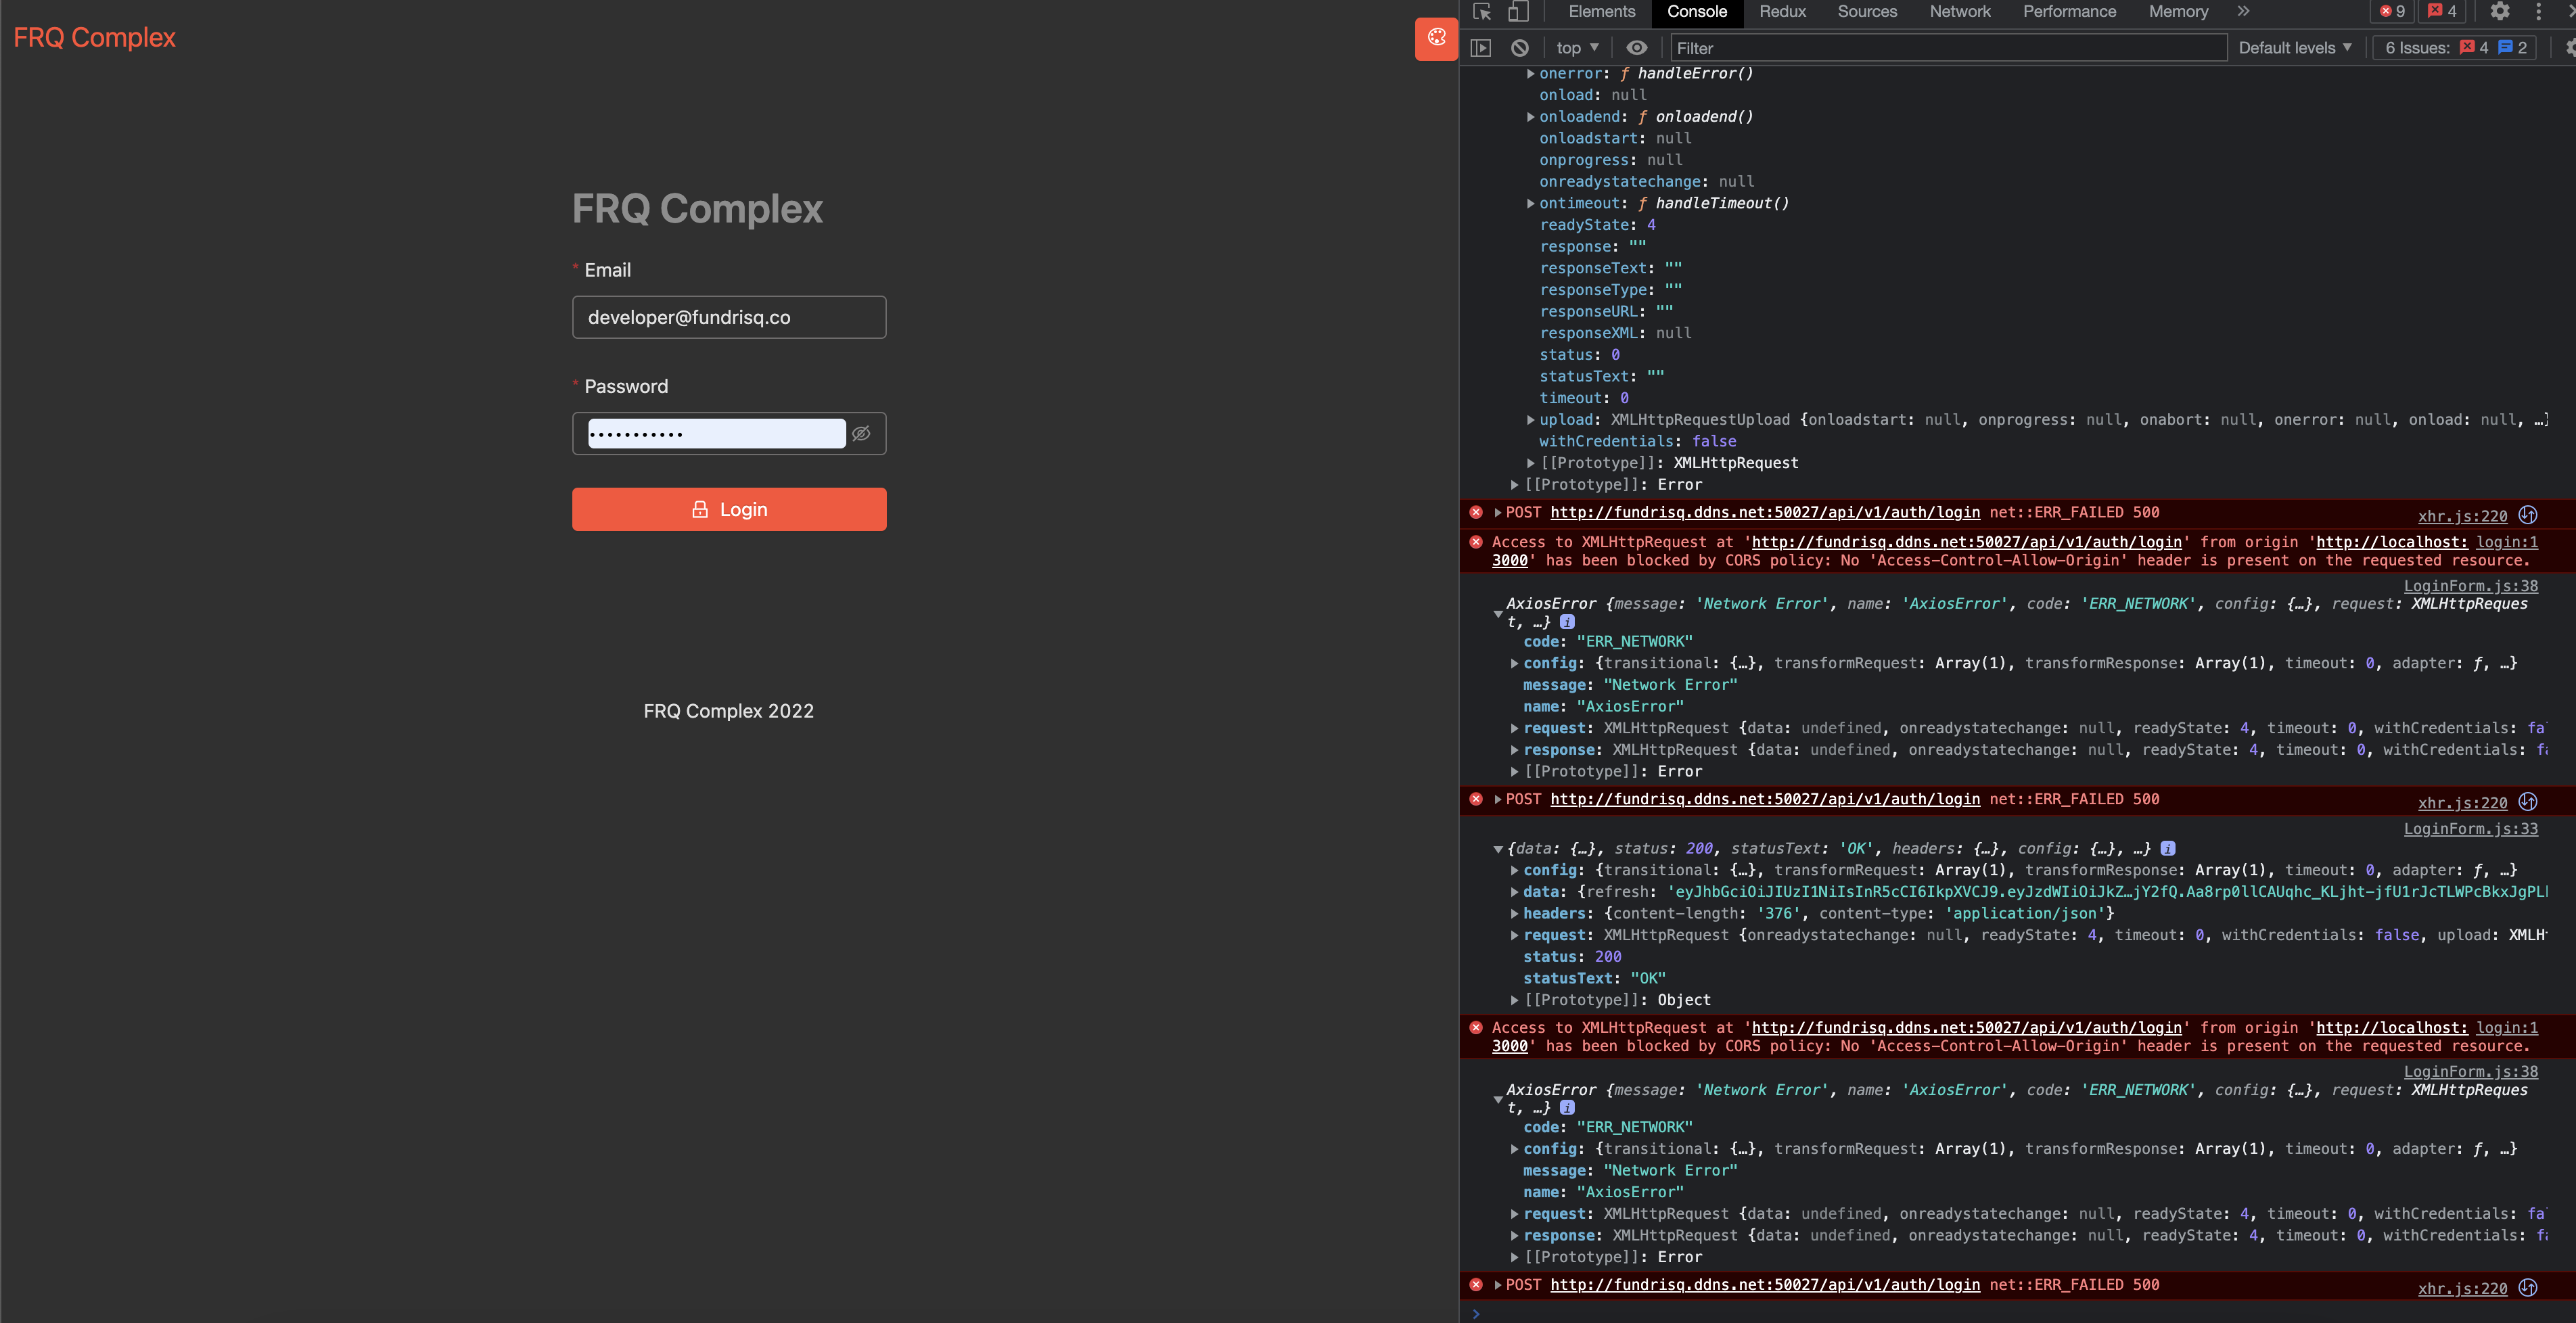 FRQ Complex
FRQ Complex
* Email
developer@fundrisq.co
* Password
•••••••••••
Login
FRQ Complex 2022
Elements Console Redux Sources Network Performance Memory » 9 4
top ▼ Filter Default levels ▼ 6 Issues: 4 2
▶ onerror: ƒ handleError()
onload: null
▶ onloadend: ƒ onloadend()
onloadstart: null
onprogress: null
onreadystatechange: null
▶ ontimeout: ƒ handleTimeout()
readyState: 4
response: ""
responseText: ""
responseType: ""
responseURL: ""
responseXML: null
status: 0
statusText: ""
timeout: 0
▶ upload: XMLHttpRequestUpload {onloadstart: null, onprogress: null, onabort: null, onerror: null, onload: null, …}
withCredentials: false
▶ [[Prototype]]: XMLHttpRequest
▶ [[Prototype]]: Error
▶ POST http://fundrisq.ddns.net:50027/api/v1/auth/login net::ERR_FAILED 500 xhr.js:220
Access to XMLHttpRequest at 'http://fundrisq.ddns.net:50027/api/v1/auth/login' from origin 'http://localhost: login:1
3000' has been blocked by CORS policy: No 'Access-Control-Allow-Origin' header is present on the requested resource.
LoginForm.js:38
AxiosError {message: 'Network Error', name: 'AxiosError', code: 'ERR_NETWORK', config: {…}, request: XMLHttpReques
▼ t, …} i
code: "ERR_NETWORK"
▶ config: {transitional: {…}, transformRequest: Array(1), transformResponse: Array(1), timeout: 0, adapter: ƒ, …}
message: "Network Error"
name: "AxiosError"
▶ request: XMLHttpRequest {data: undefined, onreadystatechange: null, readyState: 4, timeout: 0, withCredentials: fa
▶ response: XMLHttpRequest {data: undefined, onreadystatechange: null, readyState: 4, timeout: 0, withCredentials: f
▶ [[Prototype]]: Error
▶ POST http://fundrisq.ddns.net:50027/api/v1/auth/login net::ERR_FAILED 500 xhr.js:220
LoginForm.js:33
▼ {data: {…}, status: 200, statusText: 'OK', headers: {…}, config: {…}, …} i
▶ config: {transitional: {…}, transformRequest: Array(1), transformResponse: Array(1), timeout: 0, adapter: ƒ, …}
▶ data: {refresh: 'eyJhbGciOiJIUzI1NiIsInR5cCI6IkpXVCJ9.eyJzdWIiOiJkZ…jY2fQ.Aa8rp0llCAUqhc_KLjht-jfU1rJcTLWPcBkxJgPL
▶ headers: {content-length: '376', content-type: 'application/json'}
▶ request: XMLHttpRequest {onreadystatechange: null, readyState: 4, timeout: 0, withCredentials: false, upload: XMLH
status: 200
statusText: "OK"
▶ [[Prototype]]: Object
Access to XMLHttpRequest at 'http://fundrisq.ddns.net:50027/api/v1/auth/login' from origin 'http://localhost: login:1
3000' has been blocked by CORS policy: No 'Access-Control-Allow-Origin' header is present on the requested resource.
LoginForm.js:38
AxiosError {message: 'Network Error', name: 'AxiosError', code: 'ERR_NETWORK', config: {…}, request: XMLHttpReques
▼ t, …} i
code: "ERR_NETWORK"
▶ config: {transitional: {…}, transformRequest: Array(1), transformResponse: Array(1), timeout: 0, adapter: ƒ, …}
message: "Network Error"
name: "AxiosError"
▶ request: XMLHttpRequest {data: undefined, onreadystatechange: null, readyState: 4, timeout: 0, withCredentials: fa
▶ response: XMLHttpRequest {data: undefined, onreadystatechange: null, readyState: 4, timeout: 0, withCredentials: f
▶ [[Prototype]]: Error
▶ POST http://fundrisq.ddns.net:50027/api/v1/auth/login net::ERR_FAILED 500 xhr.js:220
>